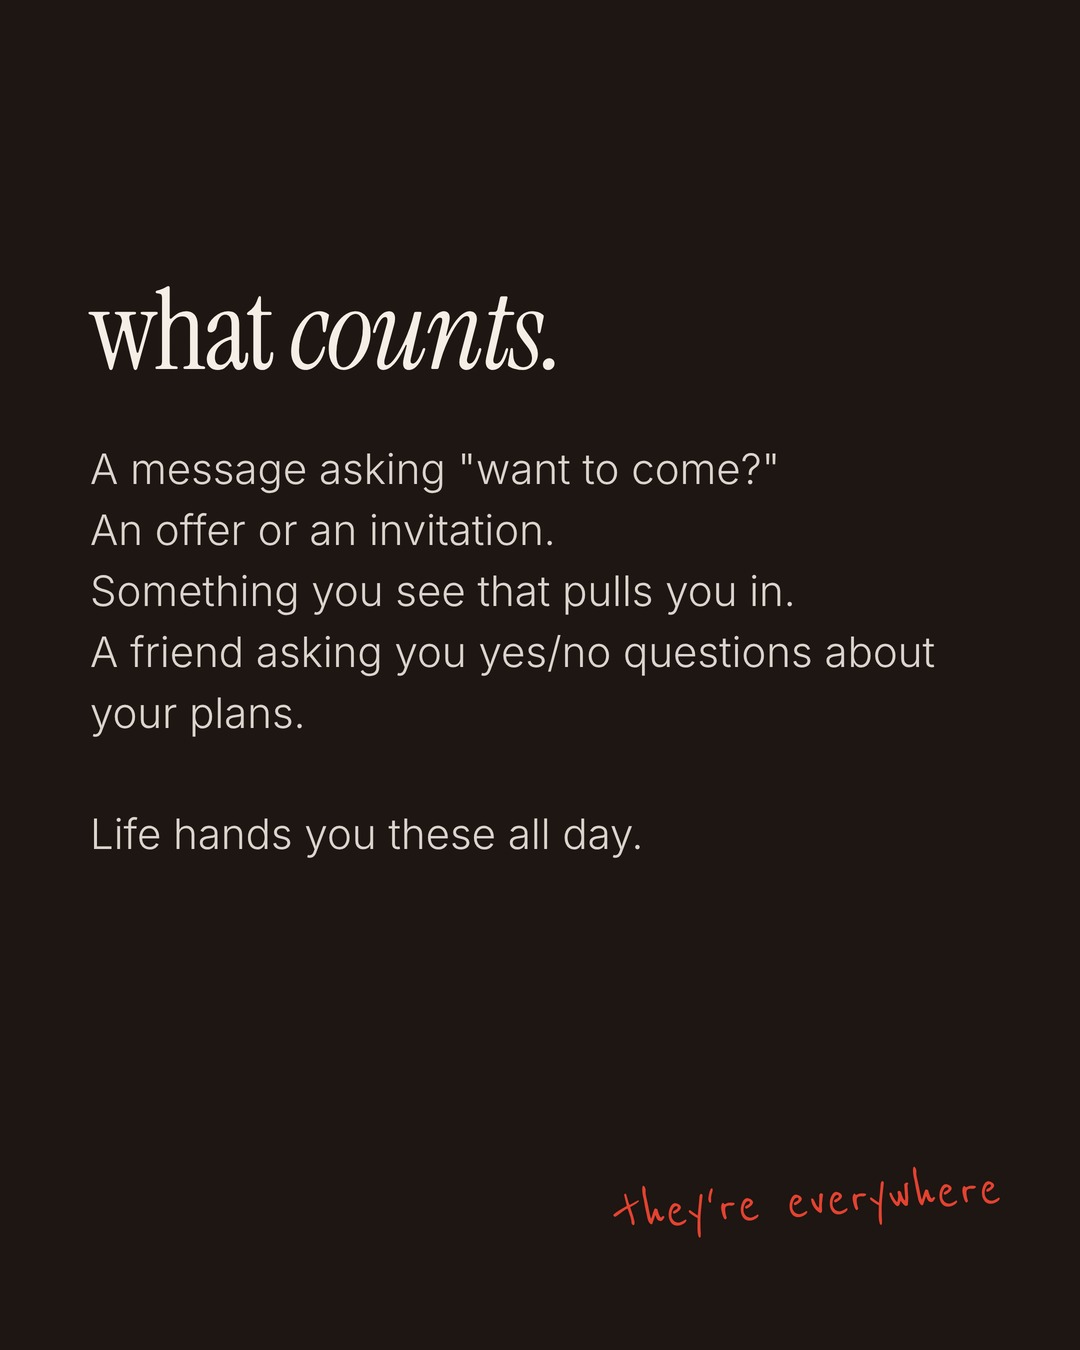 what counts.
A message asking "want to come?"
An offer or an invitation.
Something you see that pulls you in.
A friend asking you yes/no questions about
your plans.
Life hands you these all day.
they're everywhere